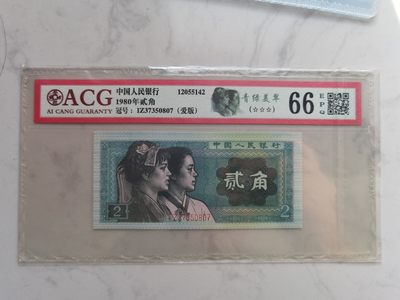 ACG
AI CANG GUARANTY
中国人民银行 12055142
1980年贰角
冠号：IZ37350807（爱版）
青绿美翠
（☆☆☆）
66 EPQ
中国人民银行
贰角
2 2
IZ37350807